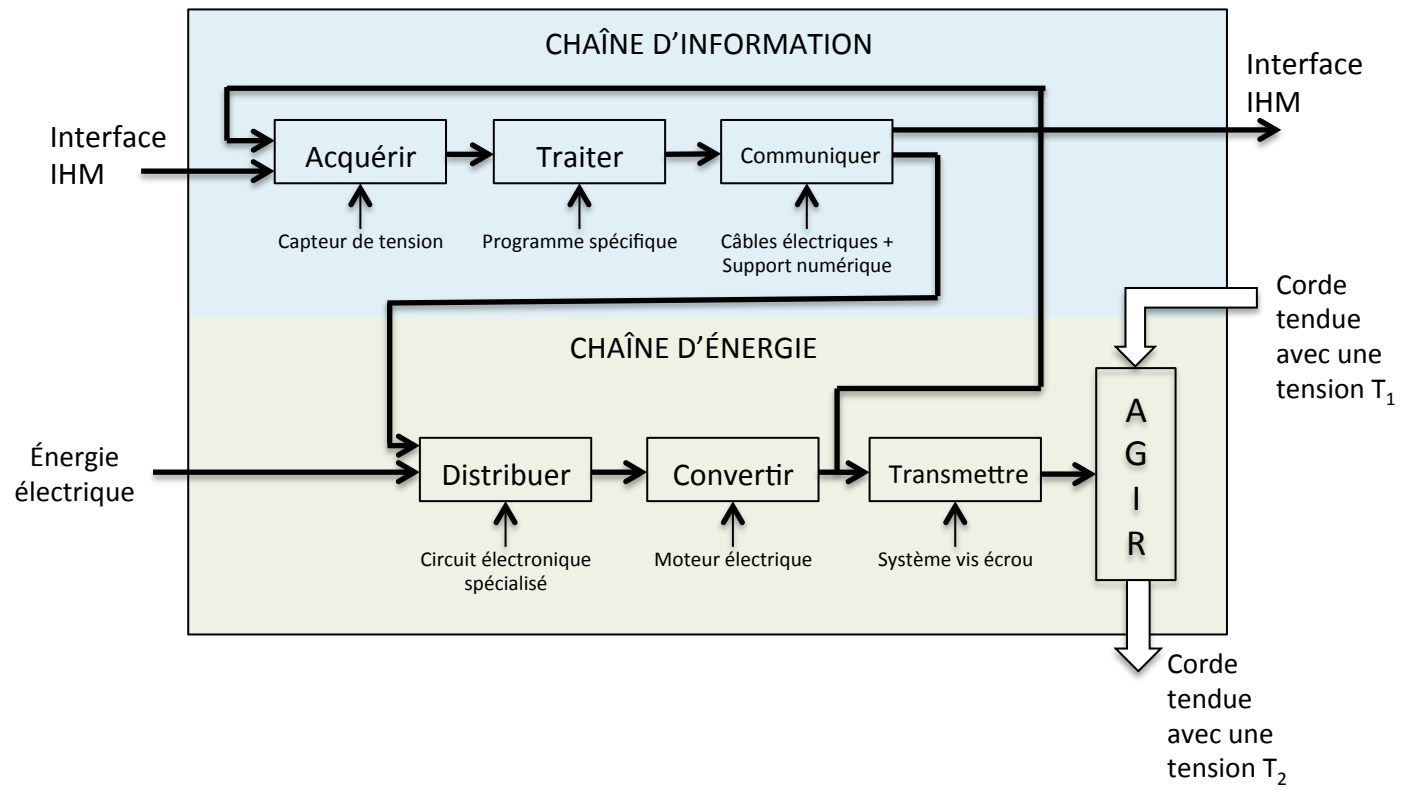 CHAÎNE D'INFORMATION
Interface
IHM
Interface
IHM
Acquérir
Traiter
Communiquer
Capteur de tension
Programme spécifique
Câbles électriques +
Support numérique
Corde
tendue
avec une
tension T₁
CHAÎNE D'ÉNERGIE
Énergie
électrique
Distribuer
Convertir
Transmettre
A
G
I
R
Circuit électronique
spécialisé
Moteur électrique
Système vis écrou
Corde
tendue
avec une
tension T₂